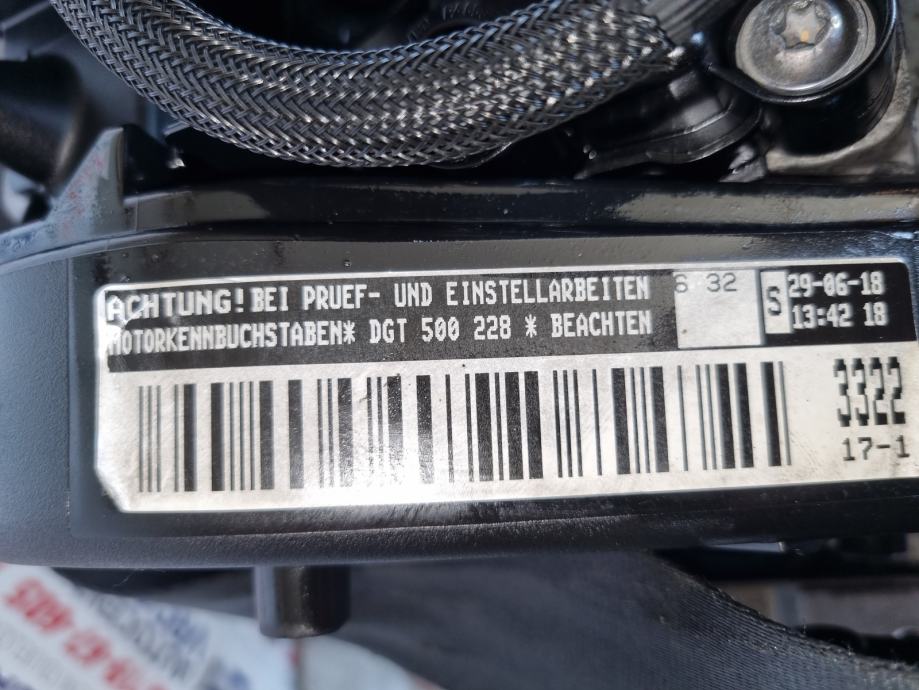 ACHTUNG! BEI PRUEF- UND EINSTELLARBEITEN
MOTORKENNBUCHSTABEN* DGT 500 228 * BEACHTEN
6 32
S
29-06-18
13:42 18
3322
17-1